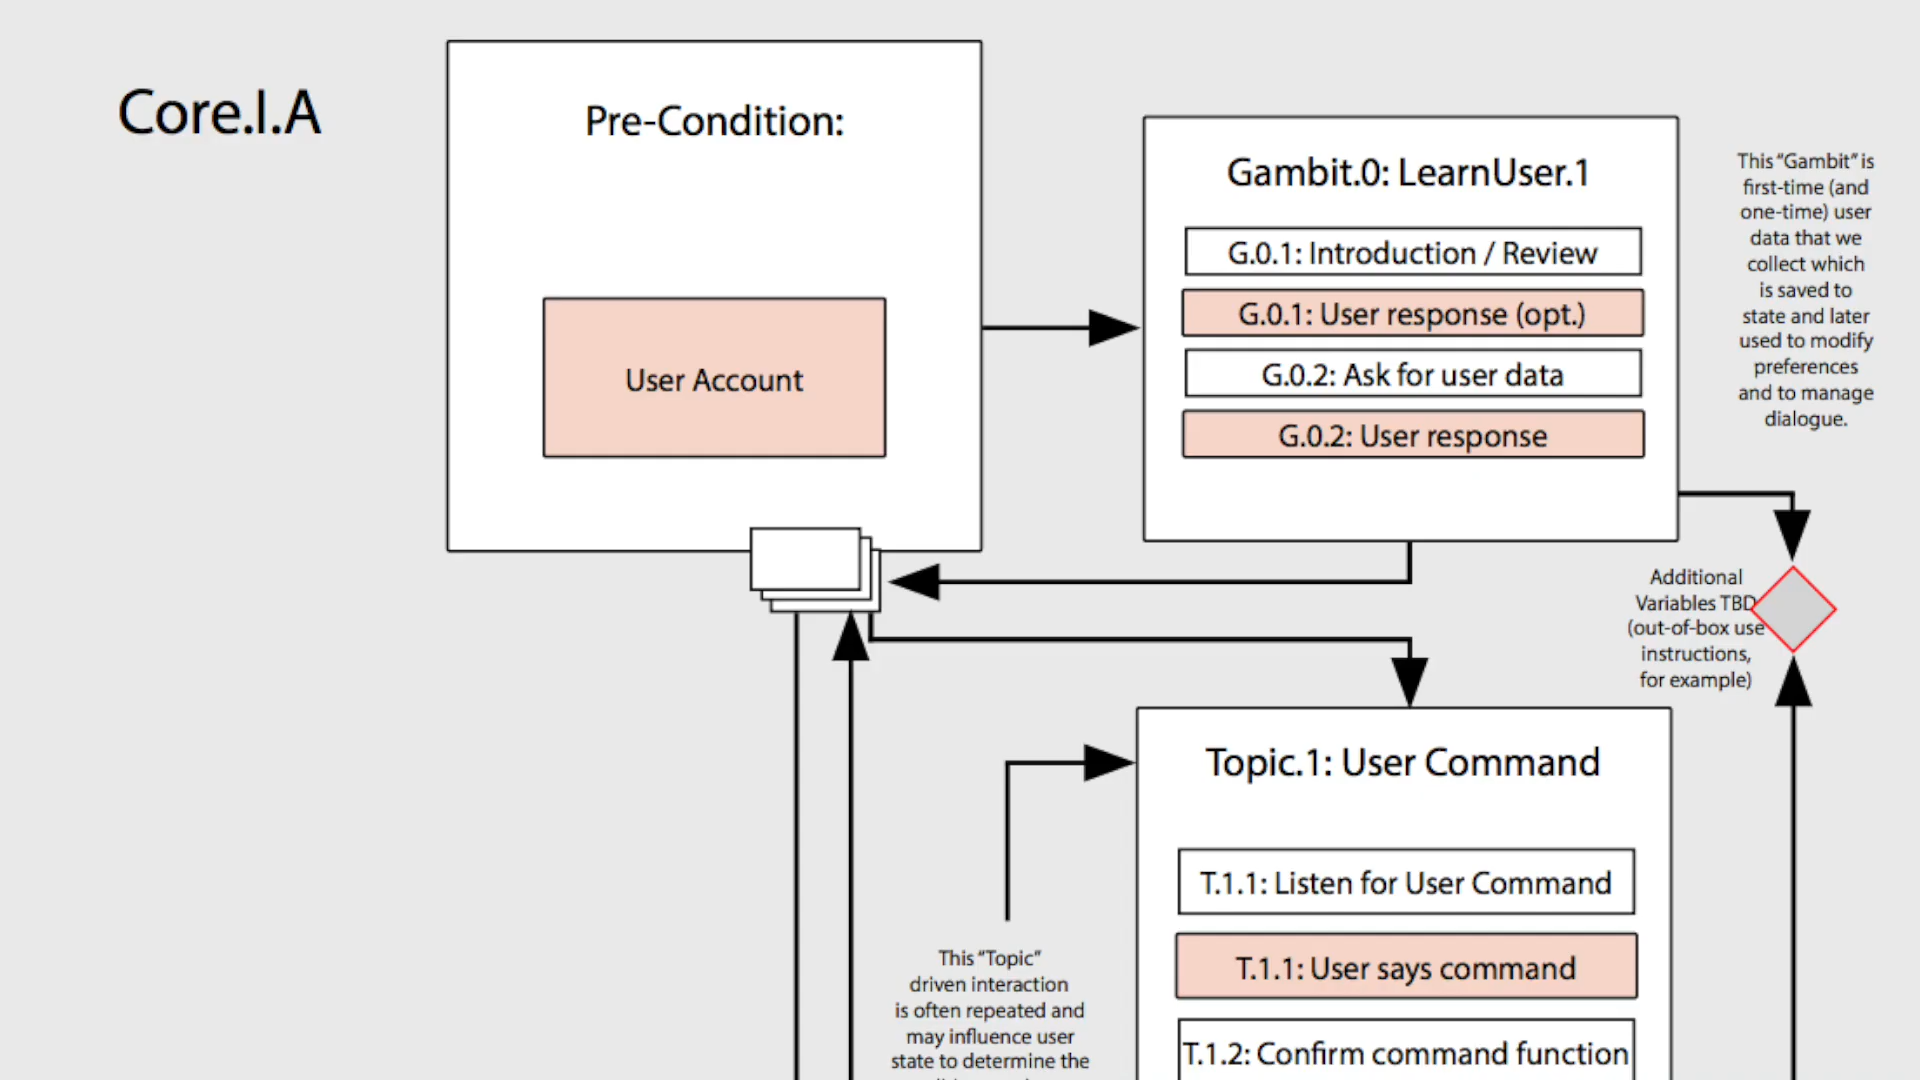 Core.I.A
Pre-Condition:
User Account
Gambit.0: LearnUser.1
G.0.1: Introduction / Review
G.0.1: User response (opt.)
G.0.2: Ask for user data
G.0.2: User response
This “Gambit” is
first-time (and
one-time) user
data that we
collect which
is saved to
state and later
used to modify
preferences
and to manage
dialogue.
Additional
Variables TBD
(out-of-box use
instructions,
for example)
Topic.1: User Command
T.1.1: Listen for User Command
T.1.1: User says command
T.1.2: Confirm command function
This “Topic”
driven interaction
is often repeated and
may influence user
state to determine the